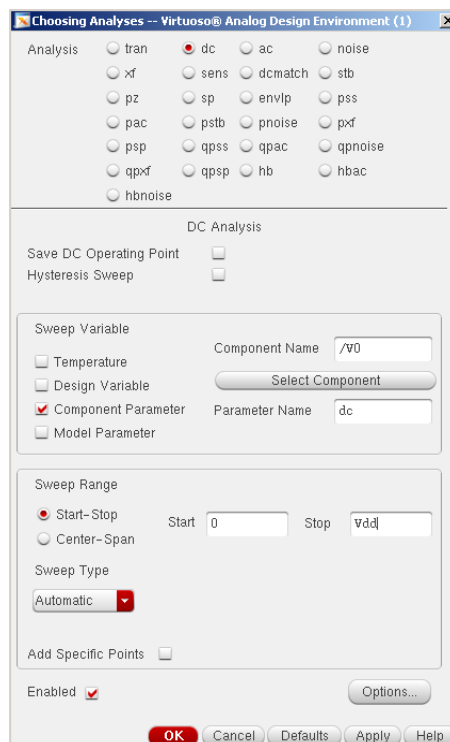 Choosing Analyses -- Virtuoso® Analog Design Environment (1)
Analysis tran dc ac noise
xf sens dcmatch stb
pz sp envlp pss
pac pstb pnoise pxf
psp qpss qpac qpnoise
qpxf qpsp hb hbac
hbnoise
DC Analysis
Save DC Operating Point
Hysteresis Sweep
Sweep Variable
Temperature
Design Variable
Component Parameter
Model Parameter
Component Name /V0
Select Component
Parameter Name dc
Sweep Range
Start-Stop
Center-Span
Start 0 Stop Vdd
Sweep Type
Automatic
Add Specific Points
Enabled Options...
OK Cancel Defaults Apply Help